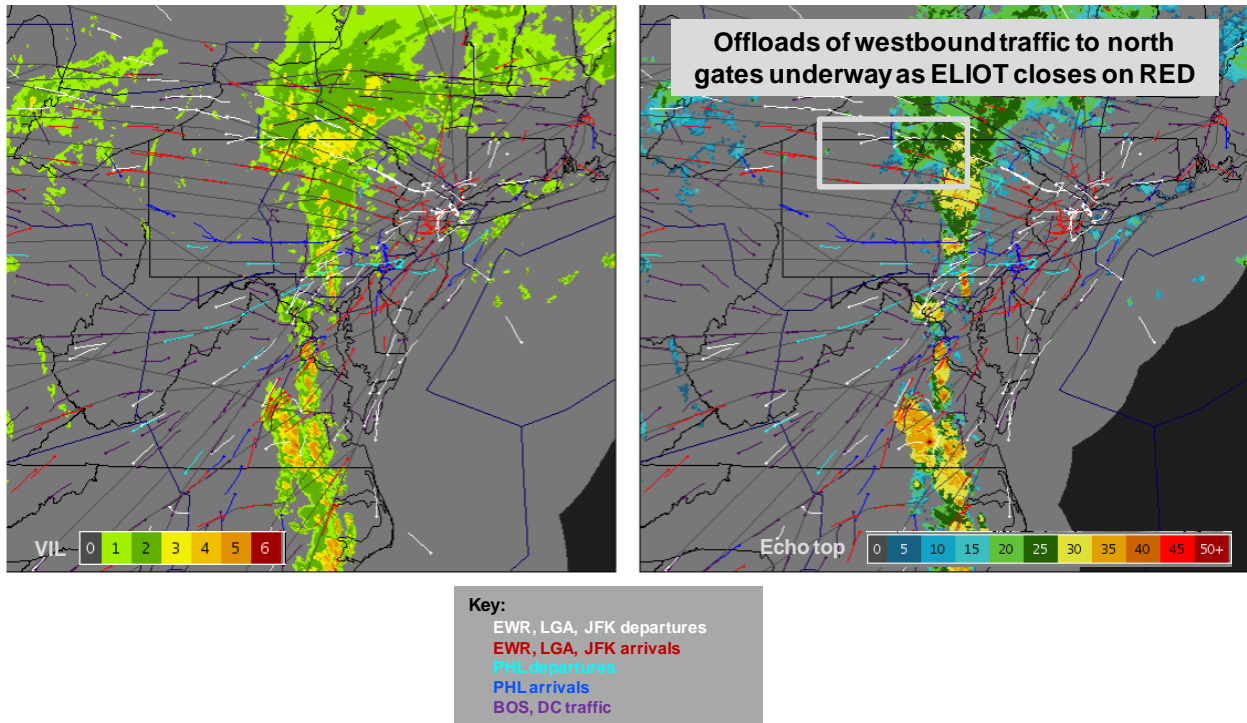 Offloads of westbound traffic to north
gates underway as ELIOT closes on RED
VIL 0 1 2 3 4 5 6
Echo top 0 5 10 15 20 25 30 35 40 45 50+
Key:
EWR, LGA, JFK departures
EWR, LGA, JFK arrivals
PHL departures
PHL arrivals
BOS, DC traffic